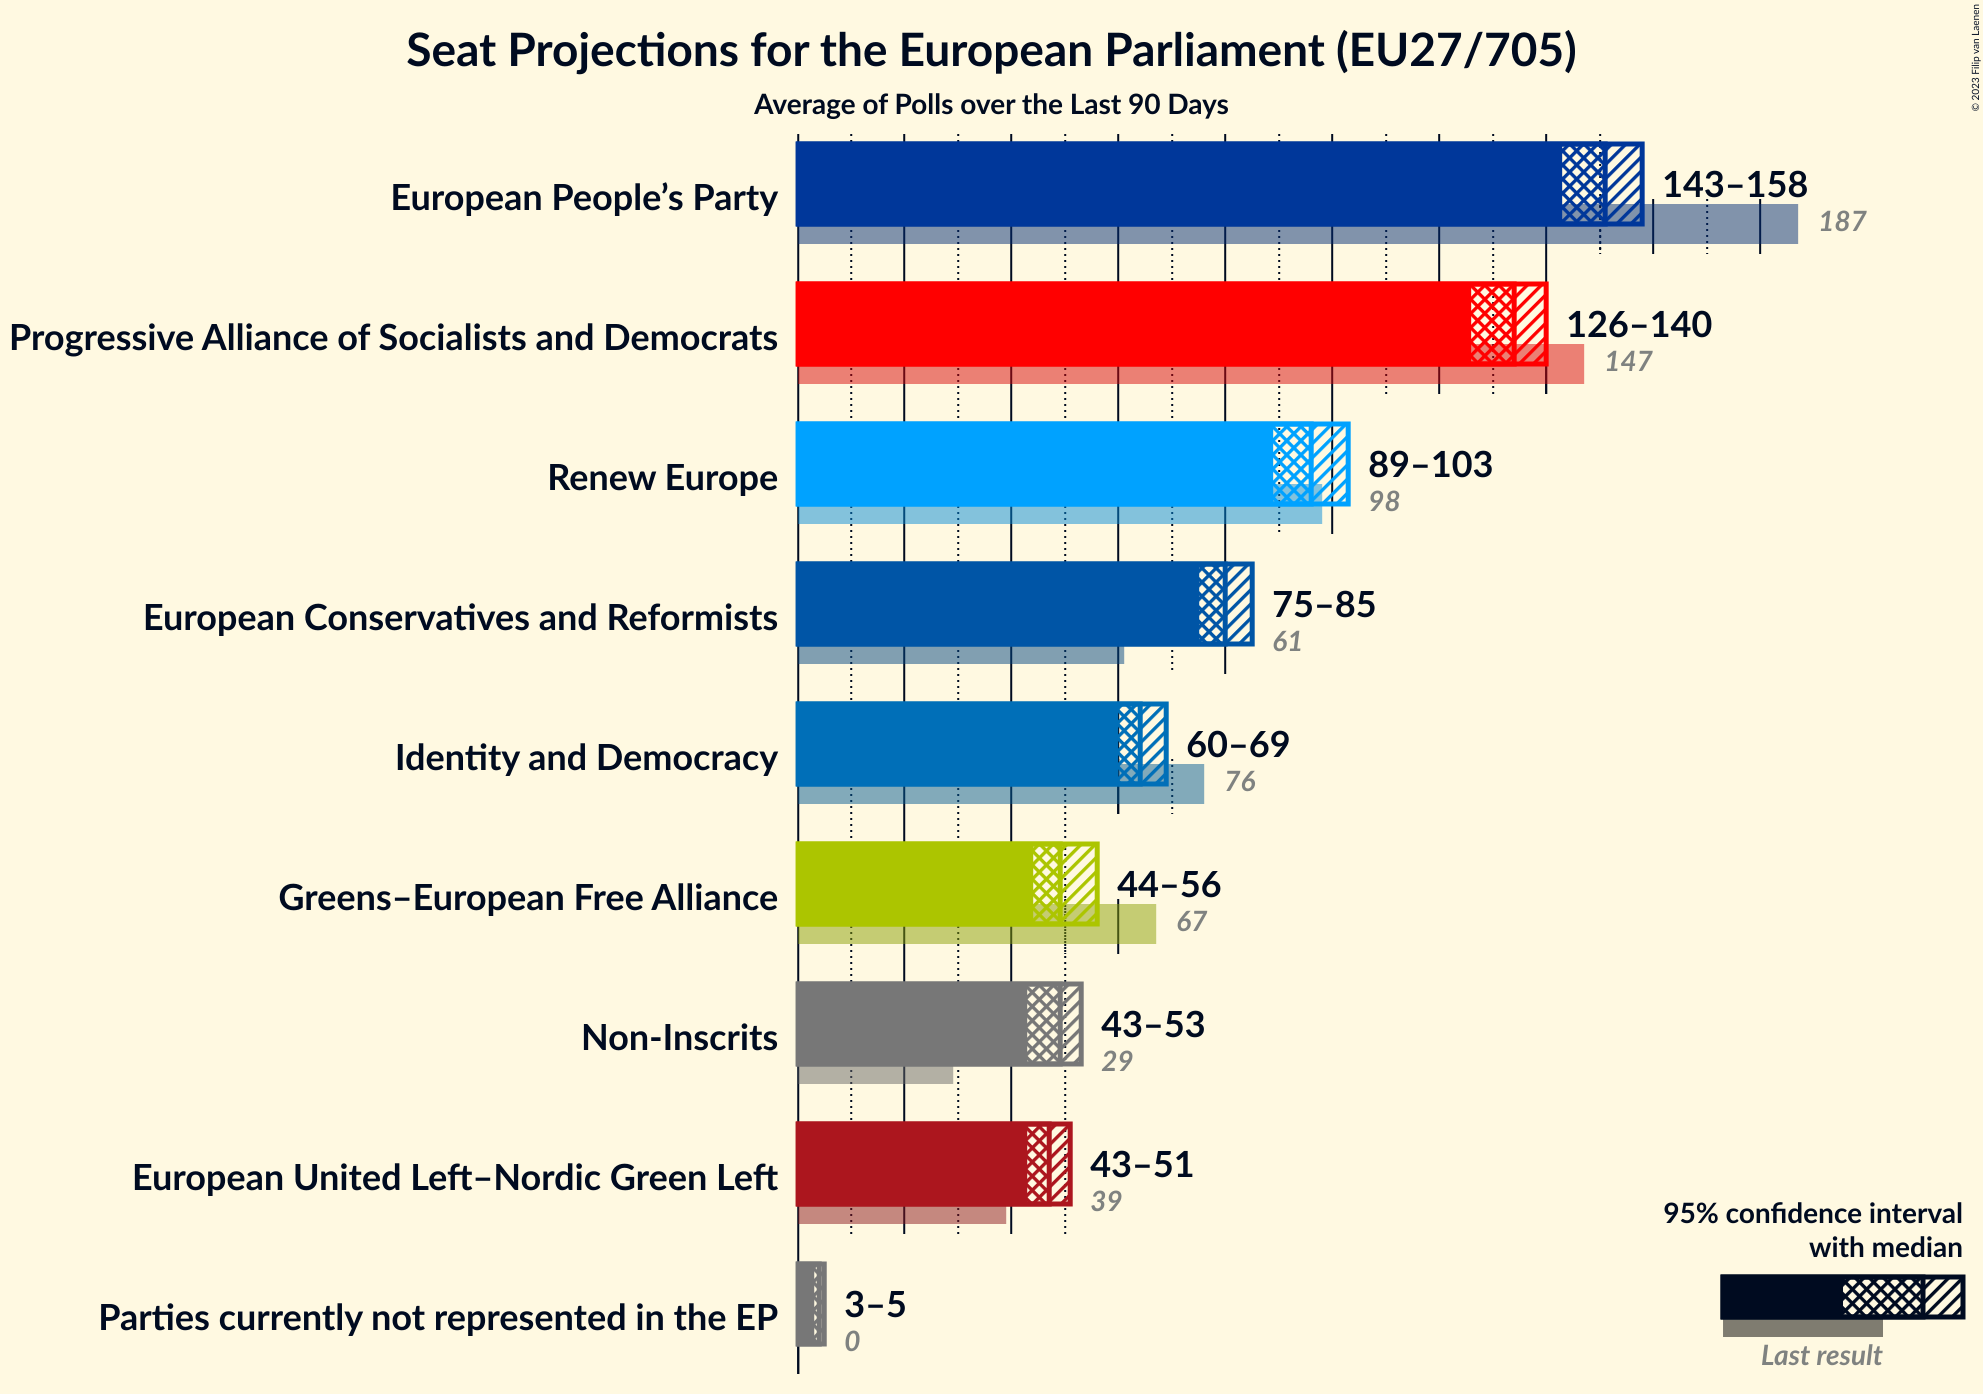 Seat Projections for the European Parliament (EU27/705)
Average of Polls over the Last 90 Days
© 2023 Filip van Laenen
European People’s Party
143–158
187
Progressive Alliance of Socialists and Democrats
126–140
147
Renew Europe
89–103
98
European Conservatives and Reformists
75–85
61
Identity and Democracy
60–69
76
Greens–European Free Alliance
44–56
67
Non-Inscrits
43–53
29
European United Left–Nordic Green Left
43–51
39
Parties currently not represented in the EP
3–5
0
95% confidence interval
with median
Last result